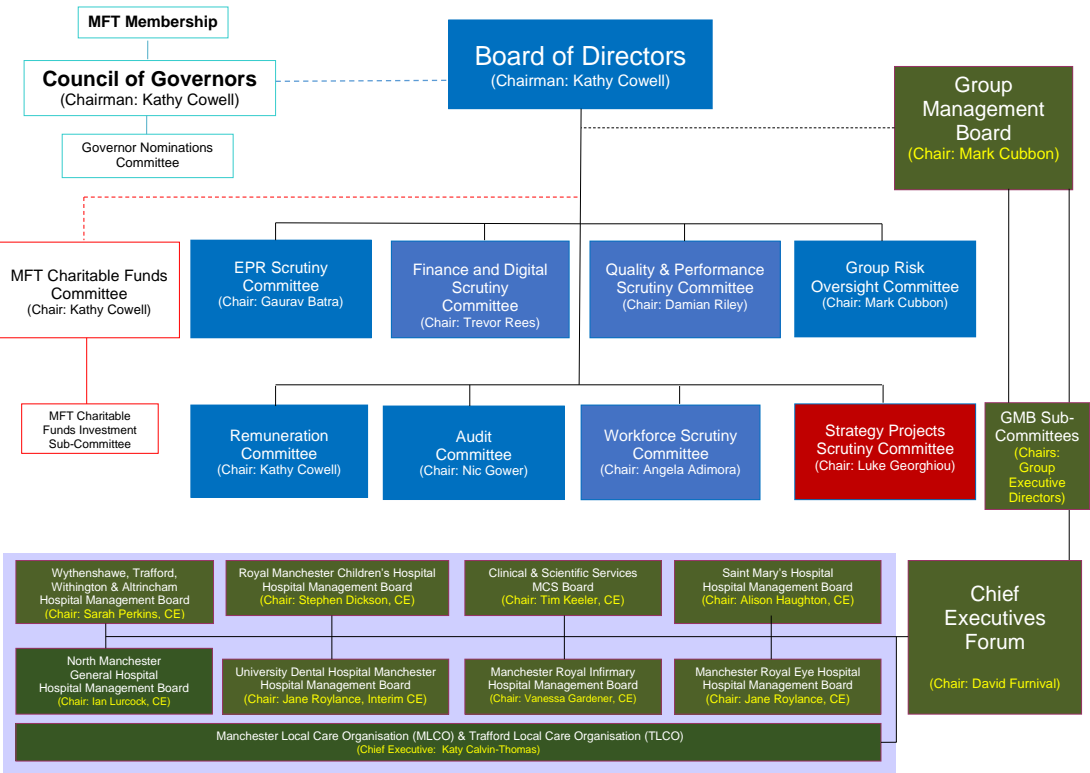 MFT Membership
Council of Governors
(Chairman: Kathy Cowell)
Governor Nominations
Committee
Board of Directors
(Chairman: Kathy Cowell)
Group
Management
Board
(Chair: Mark Cubbon)
MFT Charitable Funds
Committee
(Chair: Kathy Cowell)
EPR Scrutiny
Committee
(Chair: Gaurav Batra)
Finance and Digital
Scrutiny
Committee
(Chair: Trevor Rees)
Quality & Performance
Scrutiny Committee
(Chair: Damian Riley)
Group Risk
Oversight Committee
(Chair: Mark Cubbon)
MFT Charitable
Funds Investment
Sub-Committee
Remuneration
Committee
(Chair: Kathy Cowell)
Audit
Committee
(Chair: Nic Gower)
Workforce Scrutiny
Committee
(Chair: Angela Adimora)
Strategy Projects
Scrutiny Committee
(Chair: Luke Georghiou)
GMB Sub-
Committees
(Chairs:
Group
Executive
Directors)
Wythenshawe, Trafford,
Withington & Altrincham
Hospital Management Board
(Chair: Sarah Perkins, CE)
Royal Manchester Children's Hospital
Hospital Management Board
(Chair: Stephen Dickson, CE)
Clinical & Scientific Services
MCS Board
(Chair: Tim Keeler, CE)
Saint Mary's Hospital
Hospital Management Board
(Chair: Alison Haughton, CE)
Chief
Executives
Forum
(Chair: David Furnival)
North Manchester
General Hospital
Hospital Management Board
(Chair: Ian Lurcock, CE)
University Dental Hospital Manchester
Hospital Management Board
(Chair: Jane Roylance, Interim CE)
Manchester Royal Infirmary
Hospital Management Board
(Chair: Vanessa Gardener, CE)
Manchester Royal Eye Hospital
Hospital Management Board
(Chair: Jane Roylance, CE)
Manchester Local Care Organisation (MLCO) & Trafford Local Care Organisation (TLCO)
(Chief Executive: Katy Calvin-Thomas)